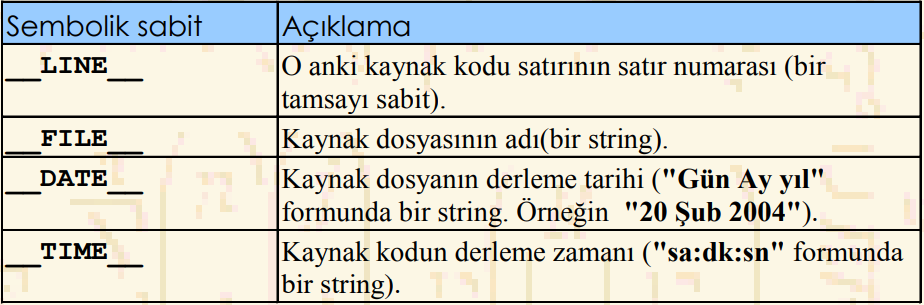 Sembolik sabit
Açıklama
__LINE__
O anki kaynak kodu satırının satır numarası (bir
tamsayı sabit).
__FILE__
Kaynak dosyasının adı(bir string).
__DATE__
Kaynak dosyanın derleme tarihi ("Gün Ay yıl"
formunda bir string. Örneğin "20 Şub 2004").
__TIME__
Kaynak kodun derleme zamanı ("sa:dk:sn" formunda
bir string).